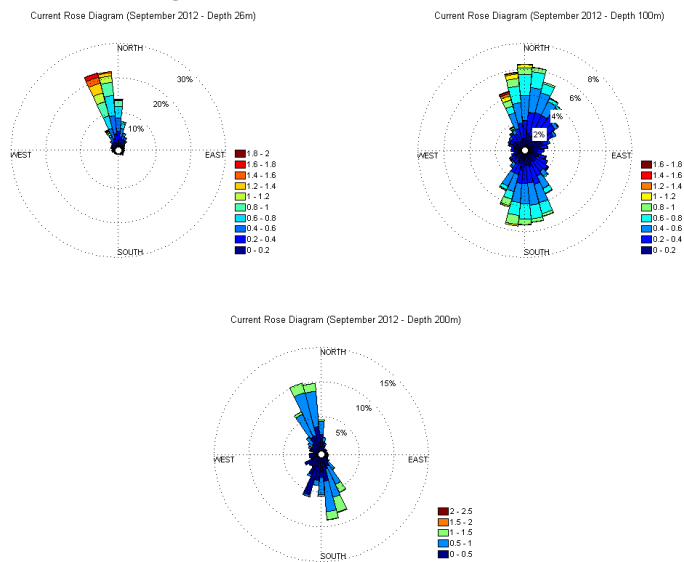 Current Rose Diagram (September 2012 - Depth 26m)
NORTH
30%
20%
10%
WEST
EAST
SOUTH
1.8 - 2
1.6 - 1.8
1.4 - 1.6
1.2 - 1.4
1 - 1.2
0.8 - 1
0.6 - 0.8
0.4 - 0.6
0.2 - 0.4
0 - 0.2
Current Rose Diagram (September 2012 - Depth 100m)
NORTH
8%
6%
4%
2%
WEST
EAST
SOUTH
1.6 - 1.8
1.4 - 1.6
1.2 - 1.4
1 - 1.2
0.8 - 1
0.6 - 0.8
0.4 - 0.6
0.2 - 0.4
0 - 0.2
Current Rose Diagram (September 2012 - Depth 200m)
NORTH
15%
10%
5%
WEST
EAST
SOUTH
2 - 2.5
1.5 - 2
1 - 1.5
0.5 - 1
0 - 0.5